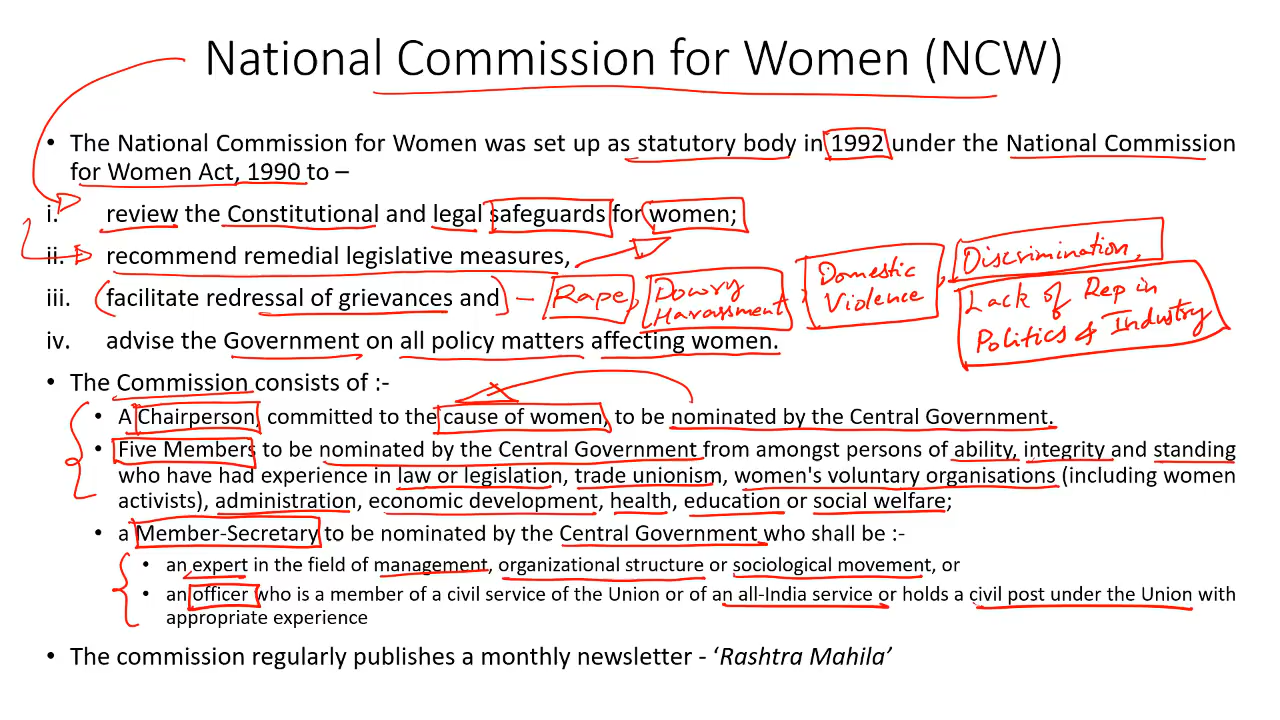 National Commission for Women (NCW)
• The National Commission for Women was set up as statutory body in 1992 under the National Commission
for Women Act, 1990 to –
i. review the Constitutional and legal safeguards for women;
ii. recommend remedial legislative measures,
iii. facilitate redressal of grievances and – Rape, Dowry Harassment, Domestic Violence, Discrimination, Lack of Rep in Politics & Industry
iv. advise the Government on all policy matters affecting women.
• The Commission consists of :-
• A Chairperson, committed to the cause of women, to be nominated by the Central Government.
• Five Members to be nominated by the Central Government from amongst persons of ability, integrity and standing
who have had experience in law or legislation, trade unionism, women's voluntary organisations (including women
activists), administration, economic development, health, education or social welfare;
• a Member-Secretary to be nominated by the Central Government who shall be :-
• an expert in the field of management, organizational structure or sociological movement, or
• an officer who is a member of a civil service of the Union or of an all-India service or holds a civil post under the Union with
appropriate experience
• The commission regularly publishes a monthly newsletter - ‘Rashtra Mahila’